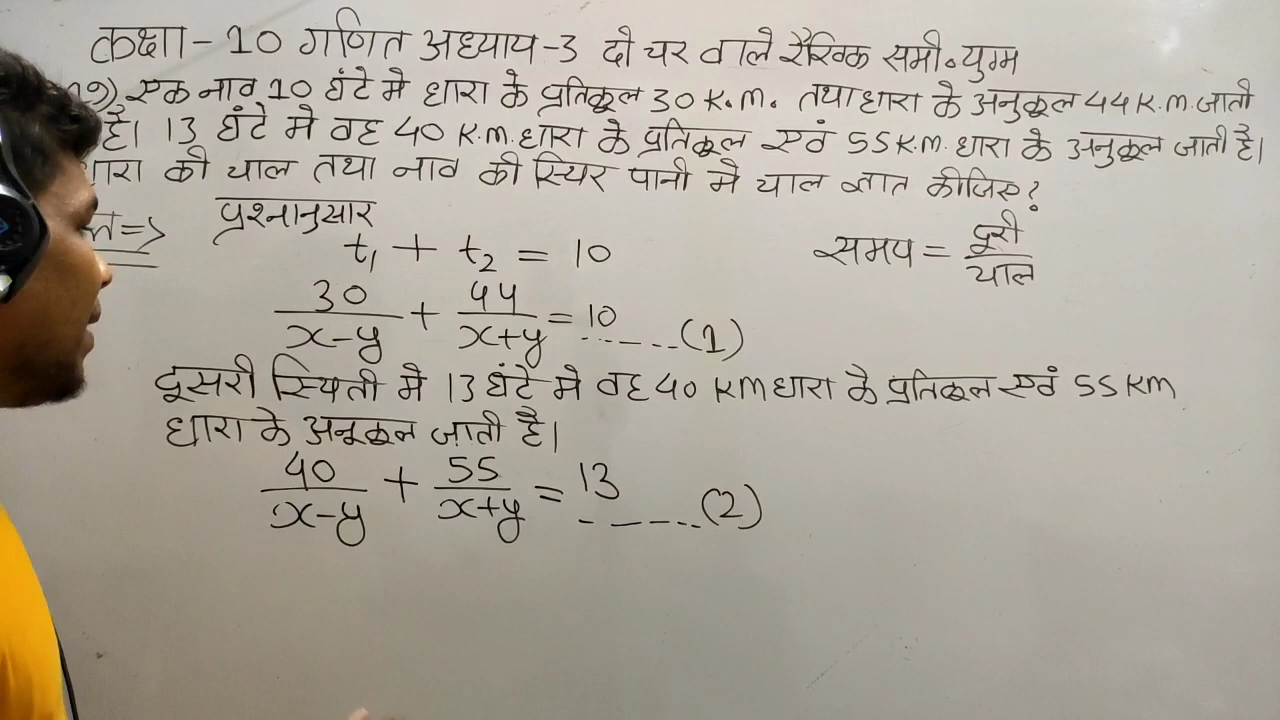 कक्षा-10 गणित अध्याय-3 दो चर वाले रैखिक समी०युग्म
एक नाव 10 घंटे मे धारा के प्रतिकूल 30 K.m. तथा धारा के अनुकूल 44 K.m. जाती
है। 13 घंटे मे वह 40 K.m. धारा के प्रतिकूल एवं 55 K.m. धारा के अनुकूल जाती है।
धारा की चाल तथा नाव की स्थिर पानी मे चाल ज्ञात कीजिए?
=> प्रश्नानुसार
t₁ + t₂ = 10
समय = दूरी/चाल
30/x-y + 44/x+y = 10 ......(1)
दूसरी स्थिती मे 13 घंटे मे वह 40 Km धारा के प्रतिकूल एवं 55 Km
धारा के अनूकूल जाती है।
40/x-y + 55/x+y = 13 -----(2)